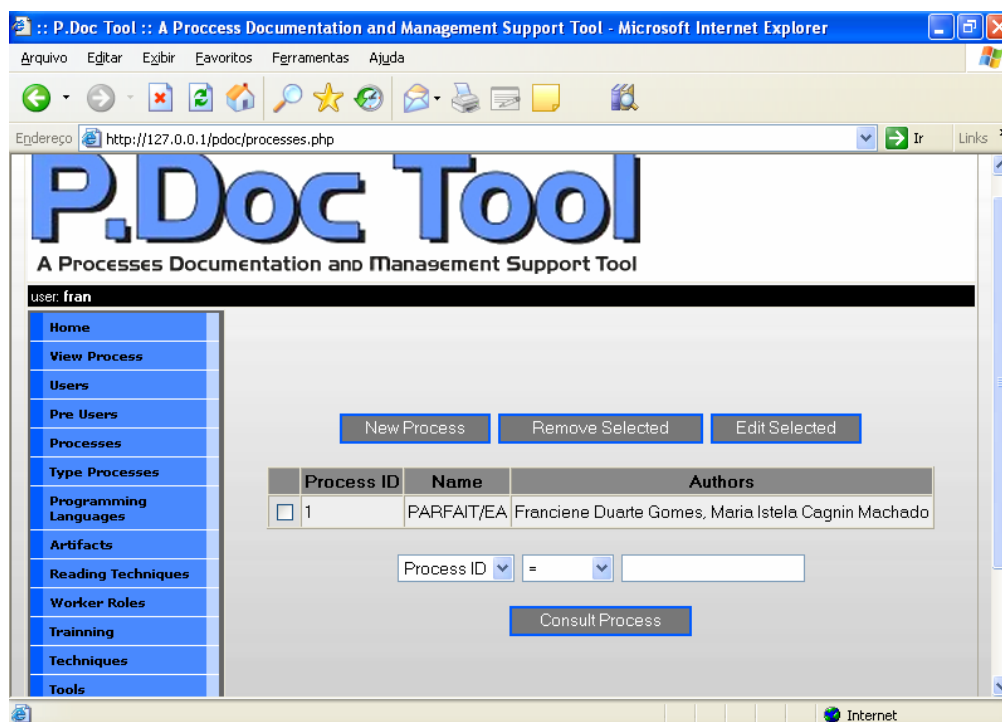 :: P.Doc Tool :: A Proccess Documentation and Management Support Tool - Microsoft Internet Explorer
Arquivo Editar Exibir Favoritos Ferramentas Ajuda
Endereço http://127.0.0.1/pdoc/processes.php Ir Links
P.Doc Tool
A Processes Documentation and Management Support Tool
user: fran
Home
View Process
Users
Pre Users
Processes
Type Processes
Programming
Languages
Artifacts
Reading Techniques
Worker Roles
Trainning
Techniques
Tools
New Process Remove Selected Edit Selected
Process ID Name Authors
1 PARFAIT/EA Franciene Duarte Gomes, Maria Istela Cagnin Machado
Process ID =
Consult Process
Internet